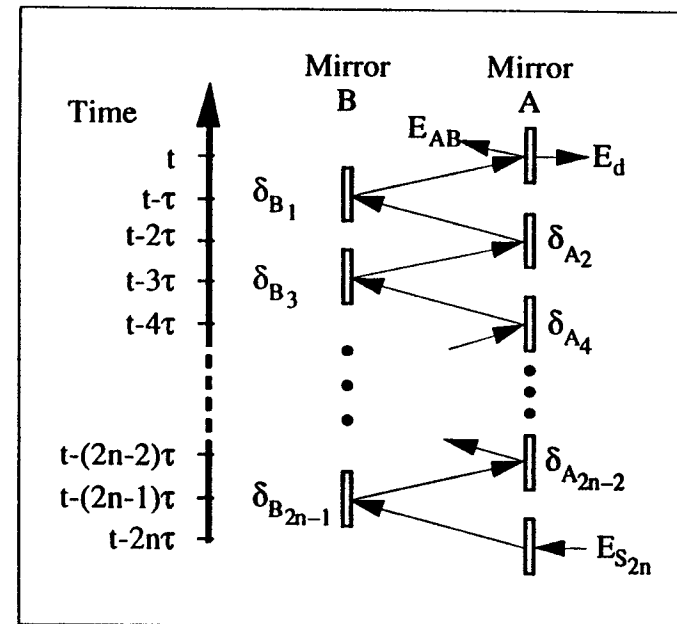 Mirror Mirror
Time B A
E_AB
t E_d
t-τ δ_B₁
t-2τ δ_A₂
t-3τ δ_B₃
t-4τ δ_A₄
t-(2n-2)τ δ_A₂ₙ₋₂
t-(2n-1)τ δ_B₂ₙ₋₁
t-2nτ E_S₂ₙ